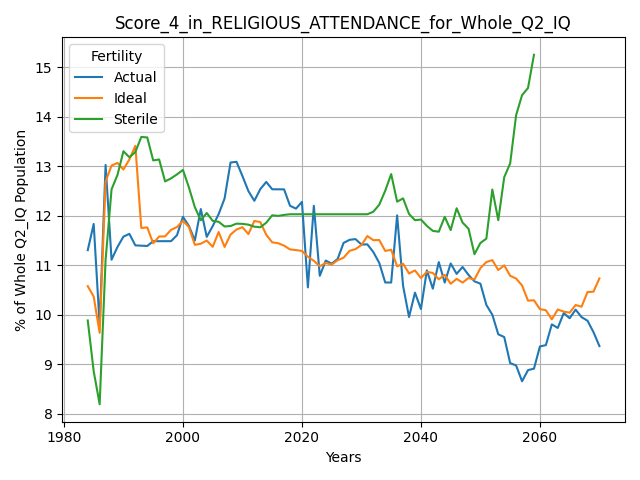 Score_4_in_RELIGIOUS_ATTENDANCE_for_Whole_Q2_IQ
Fertility
Actual
Ideal
Sterile
% of Whole Q2_IQ Population
15
14
13
12
11
10
9
8
1980
2000
2020
2040
2060
Years